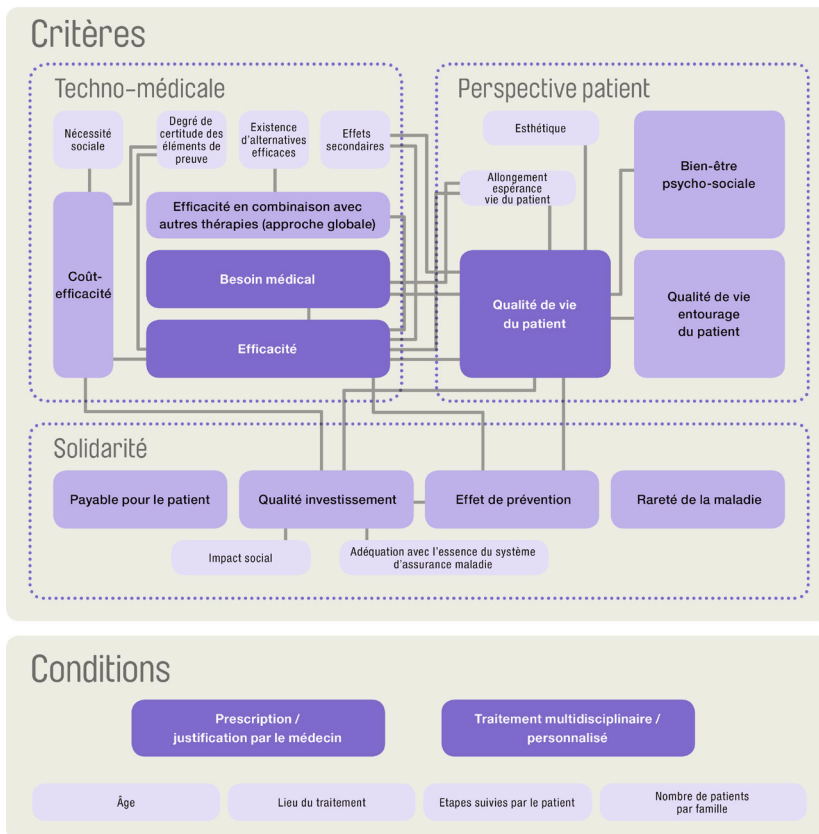 Critères
Techno-médicale
Nécessité
sociale
Degré de
certitude des
éléments de
preuve
Existence
d'alternatives
efficaces
Effets
secondaires
Coût-
efficacité
Efficacité en combinaison avec
autres thérapies (approche globale)
Besoin médical
Efficacité
Perspective patient
Esthétique
Allongement
espérance
vie du patient
Bien-être
psycho-sociale
Qualité de vie
du patient
Qualité de vie
entourage
du patient
Solidarité
Payable pour le patient
Qualité investissement
Effet de prévention
Rareté de la maladie
Impact social
Adéquation avec l'essence du système
d'assurance maladie
Conditions
Prescription /
justification par le médecin
Traitement multidisciplinaire /
personnalisé
Âge
Lieu du traitement
Etapes suivies par le patient
Nombre de patients
par famille